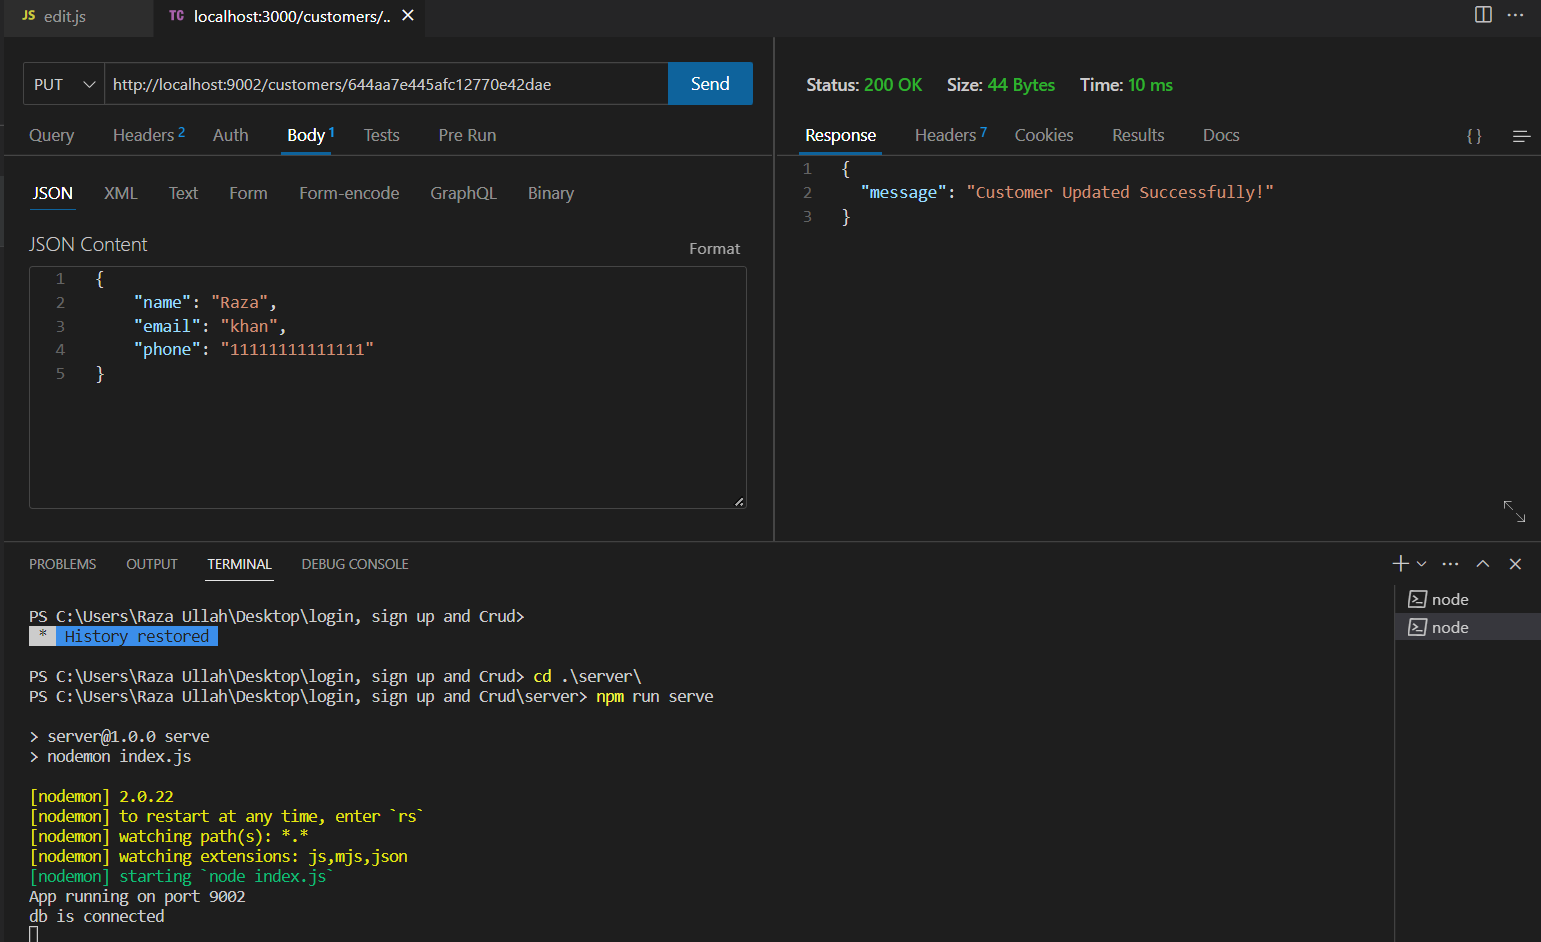 JS edit.js
TC localhost:3000/customers/..
PUT http://localhost:9002/customers/644aa7e445afc12770e42dae Send
Query Headers 2 Auth Body 1 Tests Pre Run
JSON XML Text Form Form-encode GraphQL Binary
JSON Content
Format
1 {
2 "name": "Raza",
3 "email": "khan",
4 "phone": "11111111111111"
5 }
Status: 200 OK Size: 44 Bytes Time: 10 ms
Response Headers 7 Cookies Results Docs {}
1 {
2 "message": "Customer Updated Successfully!"
3 }
PROBLEMS OUTPUT TERMINAL DEBUG CONSOLE
PS C:\Users\Raza Ullah\Desktop\login, sign up and Crud>
* History restored
PS C:\Users\Raza Ullah\Desktop\login, sign up and Crud> cd .\server\
PS C:\Users\Raza Ullah\Desktop\login, sign up and Crud\server> npm run serve
> server@1.0.0 serve
> nodemon index.js
[nodemon] 2.0.22
[nodemon] to restart at any time, enter `rs`
[nodemon] watching path(s): *.*
[nodemon] watching extensions: js,mjs,json
[nodemon] starting `node index.js`
App running on port 9002
db is connected
node
node